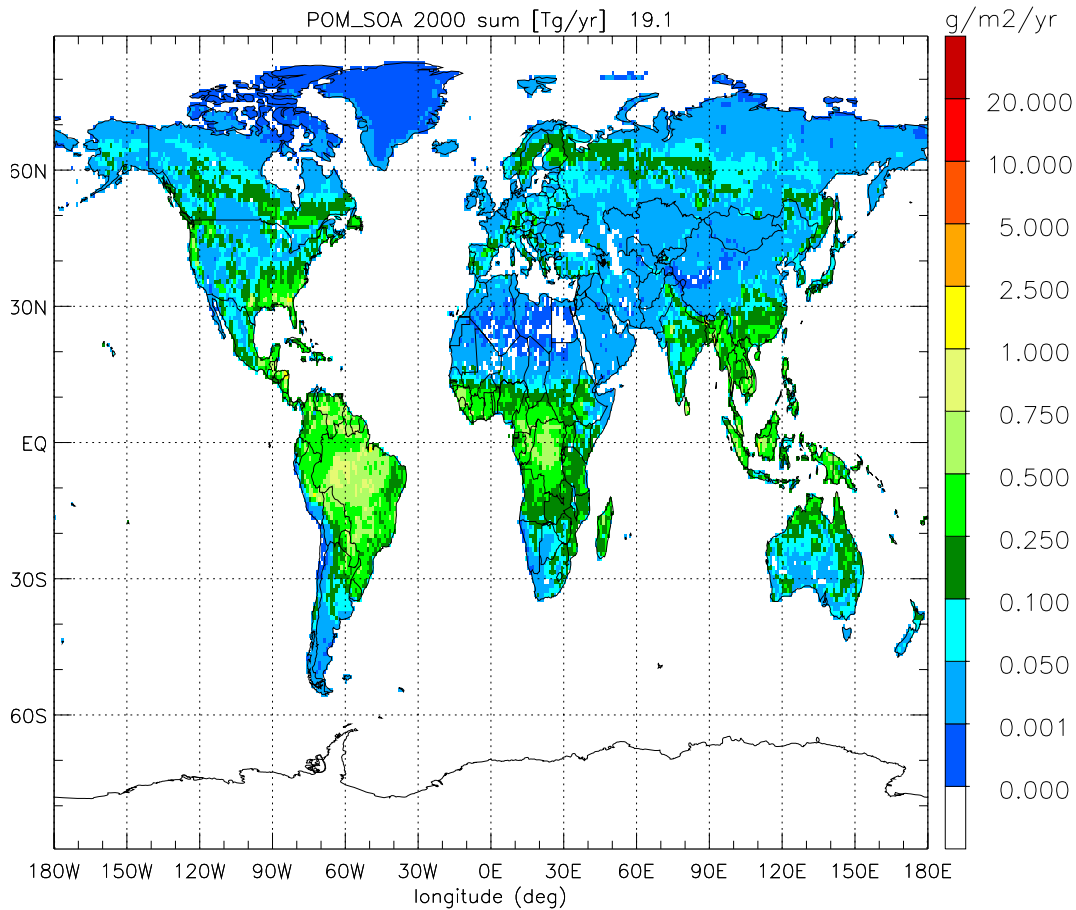 POM_SOA 2000 sum [Tg/yr] 19.1
g/m2/yr
20.000
10.000
5.000
2.500
1.000
0.750
0.500
0.250
0.100
0.050
0.001
0.000
60N
30N
EQ
30S
60S
180W 150W 120W 90W 60W 30W 0E 30E 60E 90E 120E 150E 180E
longitude (deg)